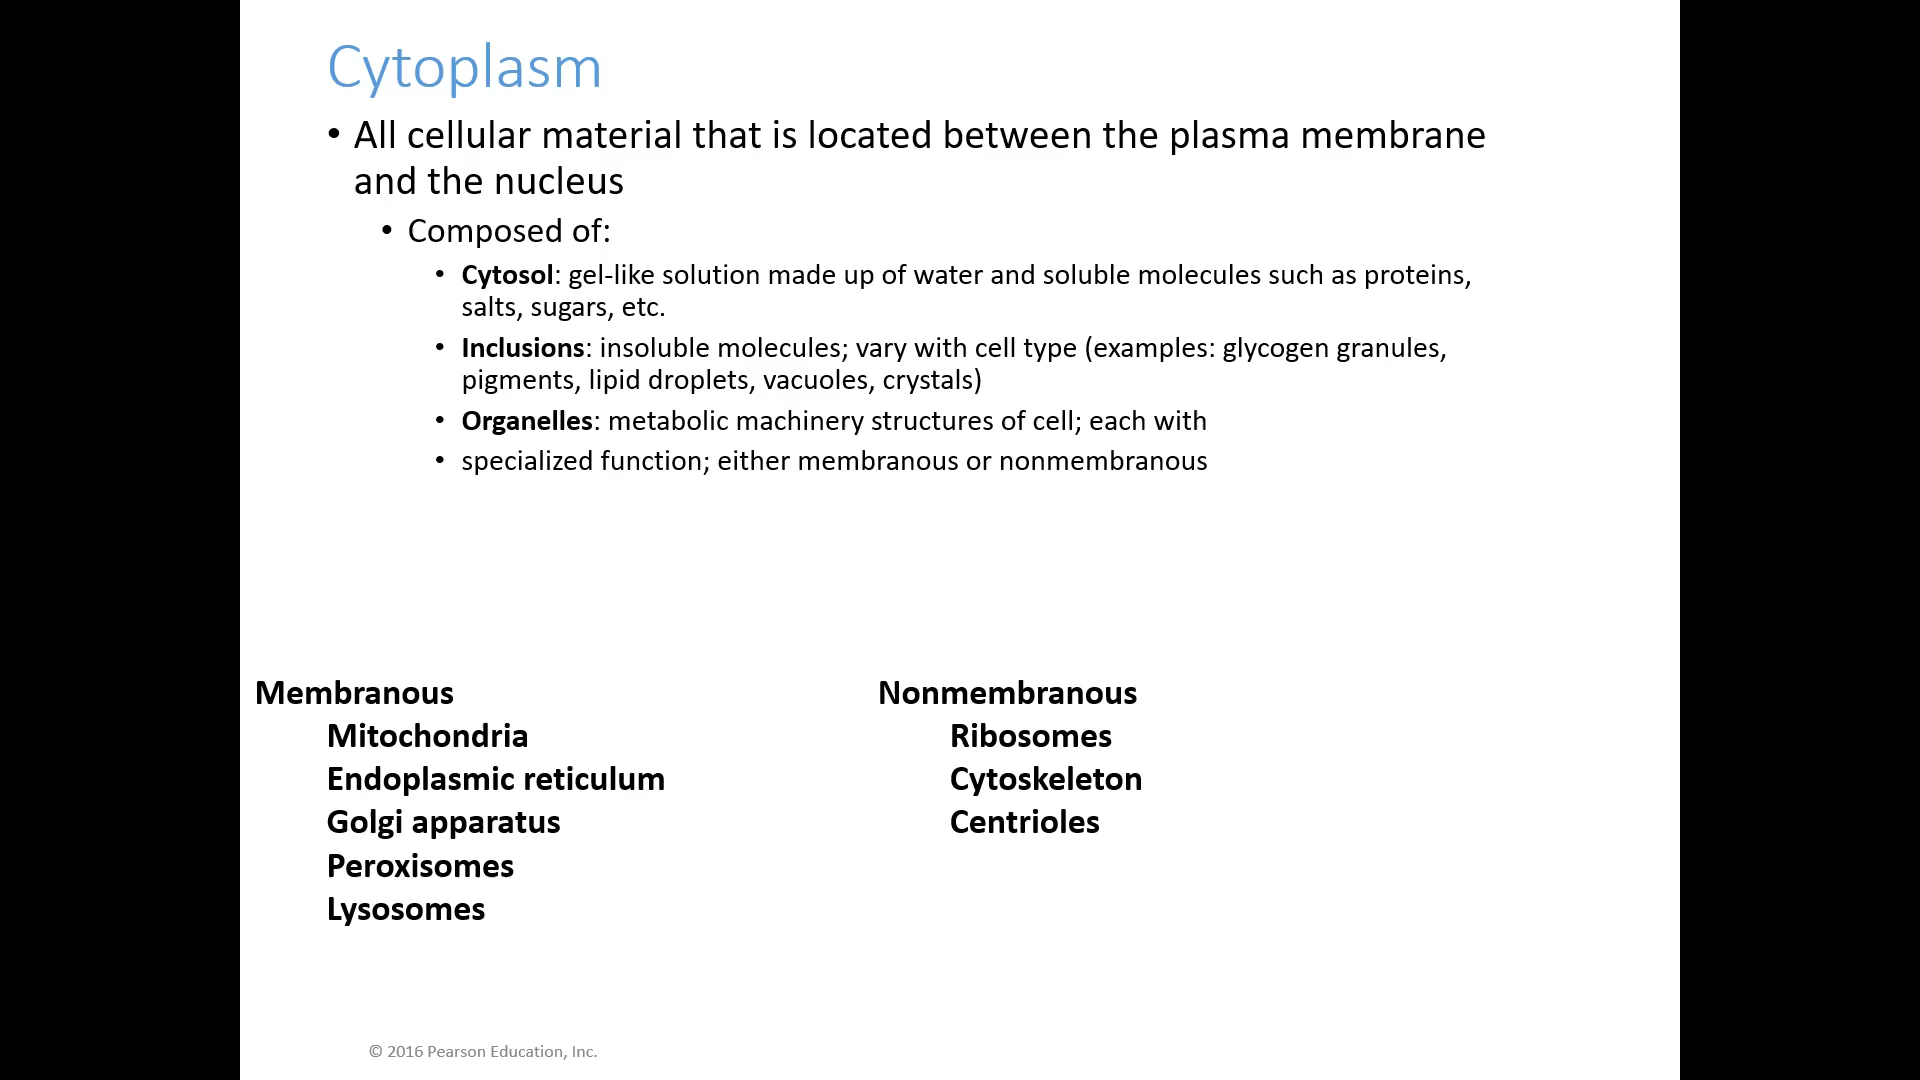 Cytoplasm
• All cellular material that is located between the plasma membrane
and the nucleus
• Composed of:
• Cytosol: gel-like solution made up of water and soluble molecules such as proteins,
salts, sugars, etc.
• Inclusions: insoluble molecules; vary with cell type (examples: glycogen granules,
pigments, lipid droplets, vacuoles, crystals)
• Organelles: metabolic machinery structures of cell; each with
• specialized function; either membranous or nonmembranous
Membranous
Mitochondria
Endoplasmic reticulum
Golgi apparatus
Peroxisomes
Lysosomes
Nonmembranous
Ribosomes
Cytoskeleton
Centrioles
© 2016 Pearson Education, Inc.